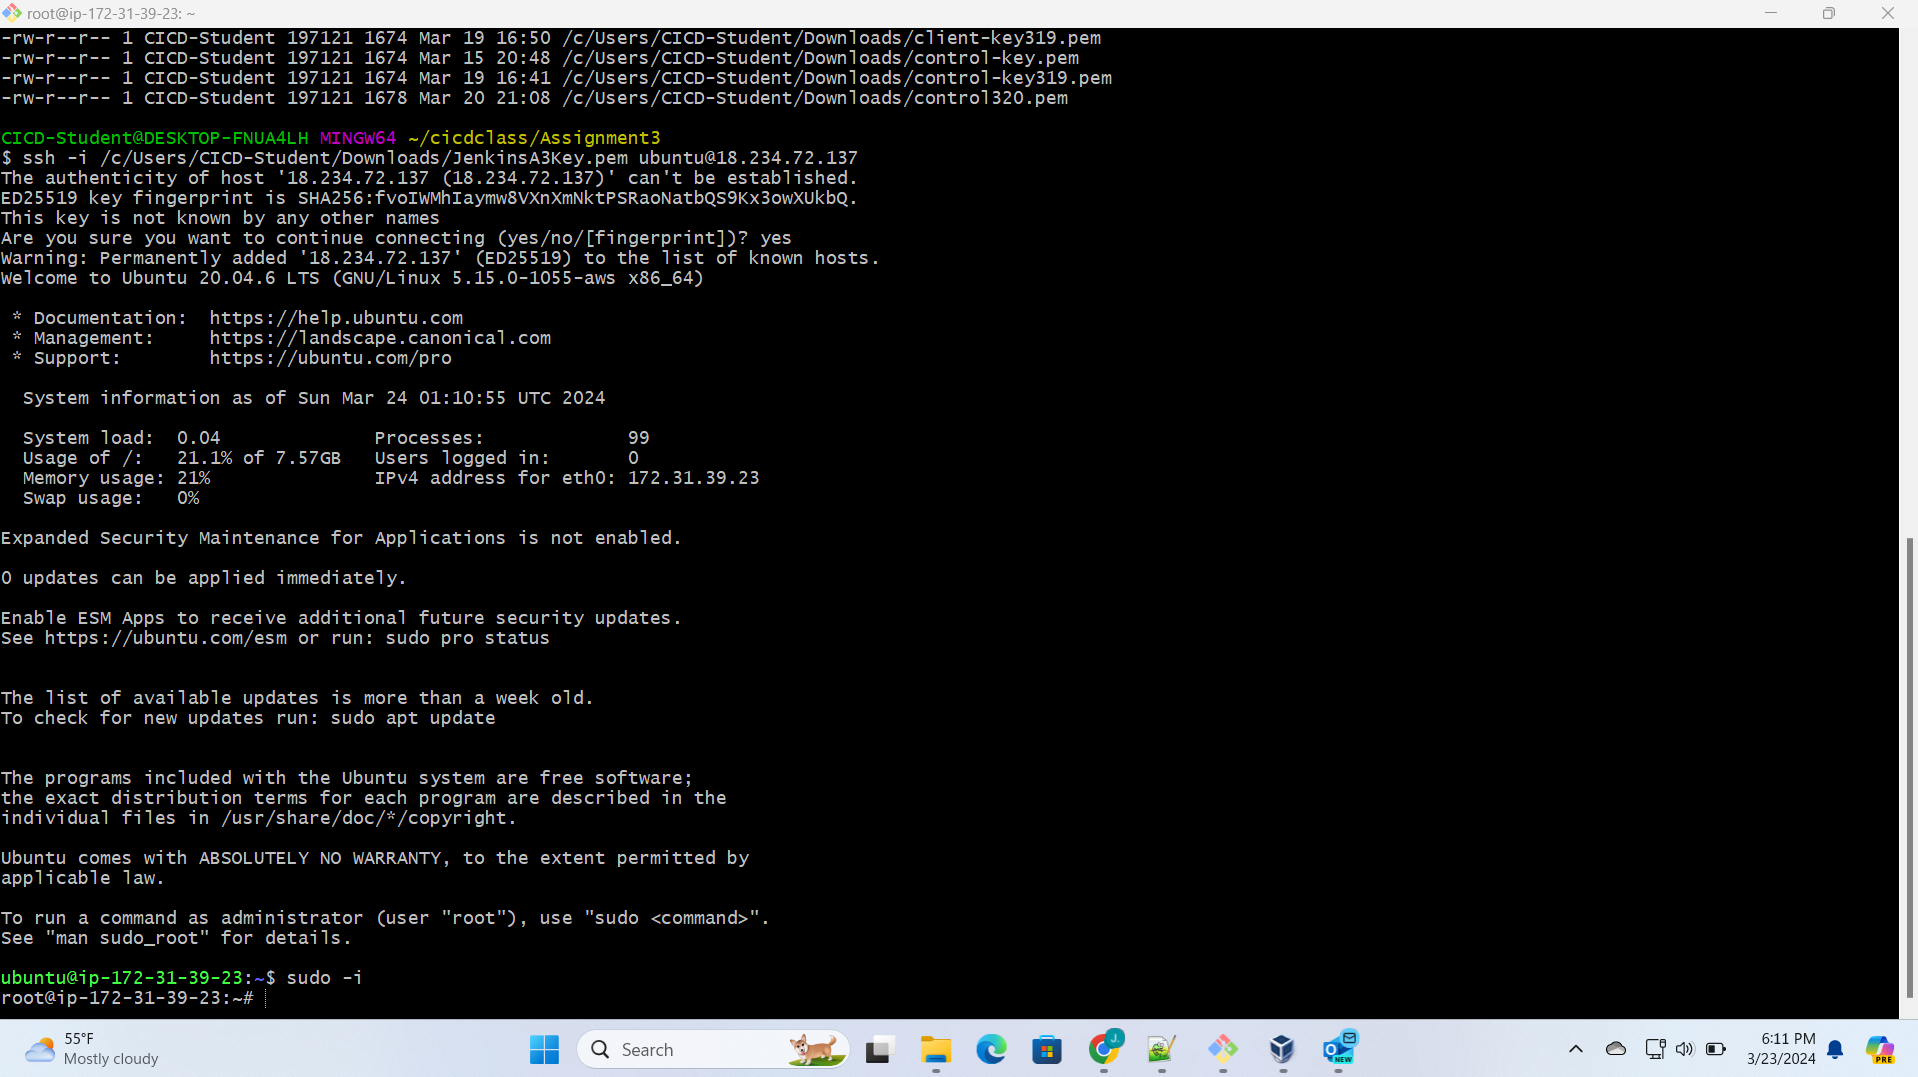 root@ip-172-31-39-23: ~
-rw-r--r-- 1 CICD-Student 197121 1674 Mar 19 16:50 /c/Users/CICD-Student/Downloads/client-key319.pem
-rw-r--r-- 1 CICD-Student 197121 1674 Mar 15 20:48 /c/Users/CICD-Student/Downloads/control-key.pem
-rw-r--r-- 1 CICD-Student 197121 1674 Mar 19 16:41 /c/Users/CICD-Student/Downloads/control-key319.pem
-rw-r--r-- 1 CICD-Student 197121 1678 Mar 20 21:08 /c/Users/CICD-Student/Downloads/control320.pem
CICD-Student@DESKTOP-FNUA4LH MINGW64 ~/cicdclass/Assignment3
$ ssh -i /c/Users/CICD-Student/Downloads/JenkinsA3Key.pem ubuntu@18.234.72.137
The authenticity of host '18.234.72.137 (18.234.72.137)' can't be established.
ED25519 key fingerprint is SHA256:fvoIWMhIaymw8VXnXmNktPSRaoNatbQS9Kx3owXUkbQ.
This key is not known by any other names
Are you sure you want to continue connecting (yes/no/[fingerprint])? yes
Warning: Permanently added '18.234.72.137' (ED25519) to the list of known hosts.
Welcome to Ubuntu 20.04.6 LTS (GNU/Linux 5.15.0-1055-aws x86_64)
* Documentation:  https://help.ubuntu.com
* Management:     https://landscape.canonical.com
* Support:        https://ubuntu.com/pro
System information as of Sun Mar 24 01:10:55 UTC 2024
System load:  0.04              Processes:             99
Usage of /:   21.1% of 7.57GB   Users logged in:       0
Memory usage: 21%               IPv4 address for eth0: 172.31.39.23
Swap usage:   0%
Expanded Security Maintenance for Applications is not enabled.
0 updates can be applied immediately.
Enable ESM Apps to receive additional future security updates.
See https://ubuntu.com/esm or run: sudo pro status
The list of available updates is more than a week old.
To check for new updates run: sudo apt update
The programs included with the Ubuntu system are free software;
the exact distribution terms for each program are described in the
individual files in /usr/share/doc/*/copyright.
Ubuntu comes with ABSOLUTELY NO WARRANTY, to the extent permitted by
applicable law.
To run a command as administrator (user "root"), use "sudo <command>".
See "man sudo_root" for details.
ubuntu@ip-172-31-39-23:~$ sudo -i
root@ip-172-31-39-23:~#
55°F
Mostly cloudy
Search
J
NEW
6:11 PM
3/23/2024
PRE